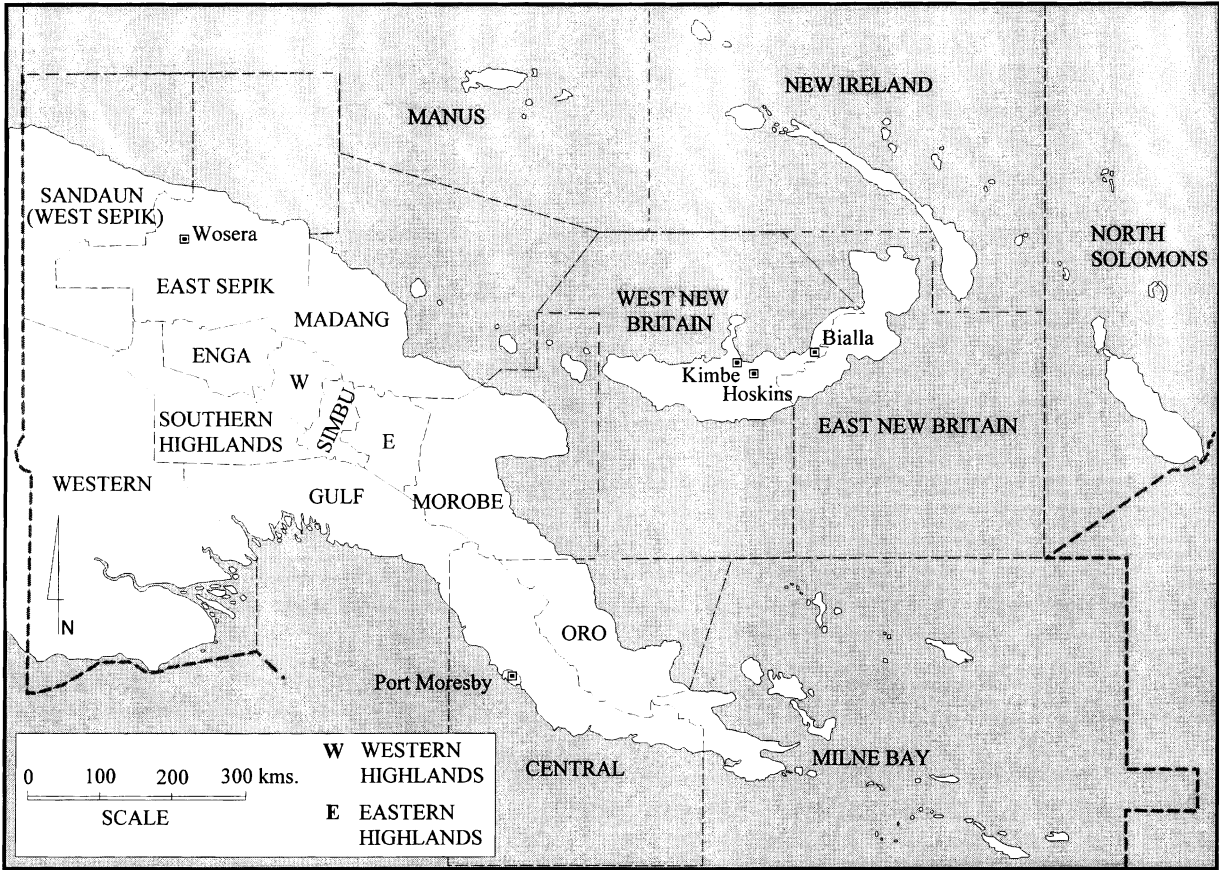 NEW IRELAND
MANUS
SANDAUN
(WEST SEPIK)
Wosera
NORTH
SOLOMONS
EAST SEPIK
WEST NEW
BRITAIN
MADANG
Bialla
ENGA
Kimbe
Hoskins
W
SIMBU
SOUTHERN
HIGHLANDS
E
EAST NEW BRITAIN
WESTERN
GULF
MOROBE
N
ORO
Port Moresby
CENTRAL
MILNE BAY
0 100 200 300 kms.
SCALE
W WESTERN
HIGHLANDS
E EASTERN
HIGHLANDS